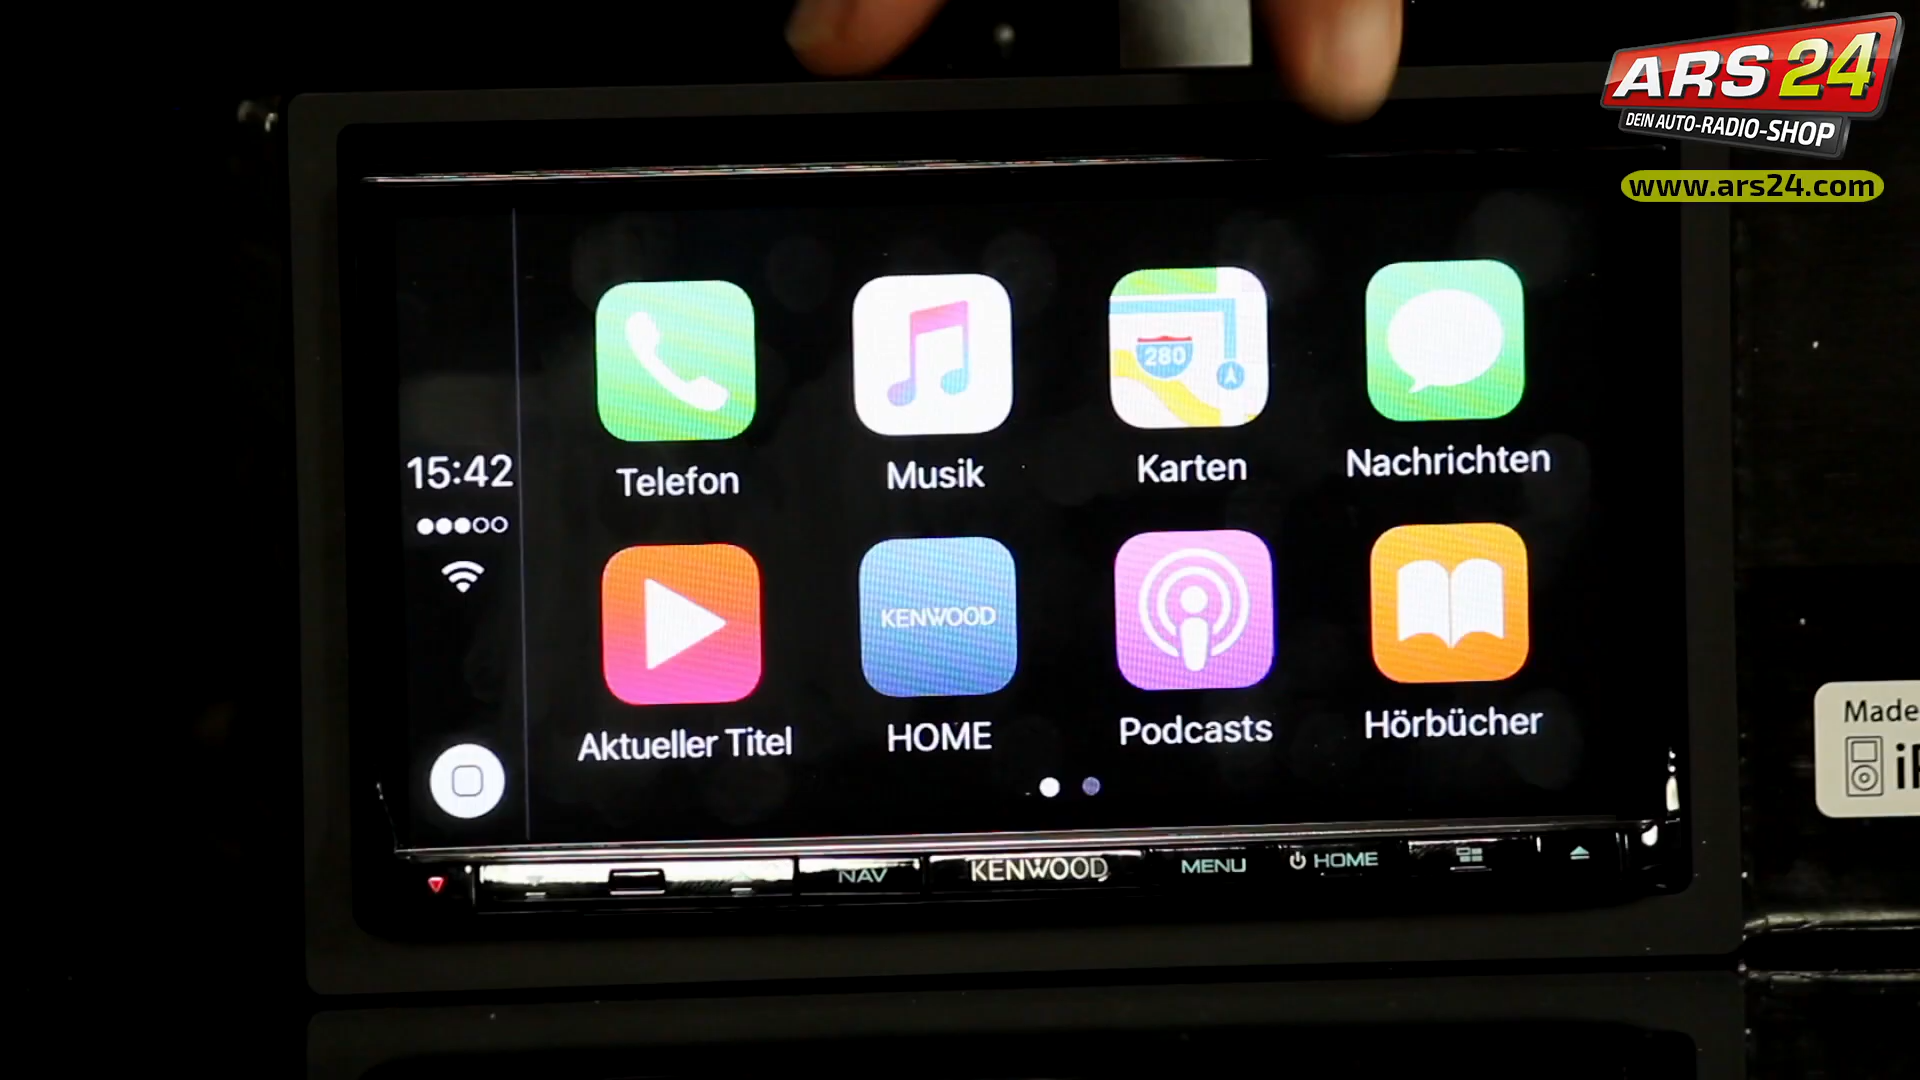 ARS 24
DEIN AUTO-RADIO-SHOP
www.ars24.com
280
15:42
Telefon
Musik
Karten
Nachrichten
KENWOOD
Aktueller Titel
HOME
Podcasts
Hörbücher
Made
NAV
KENWOOD
MENU
HOME